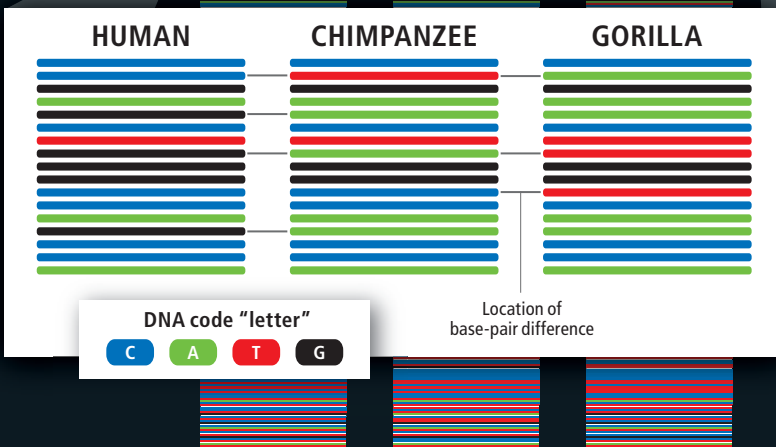 HUMAN CHIMPANZEE GORILLA
Location of
base-pair difference
DNA code “letter”
C A T G